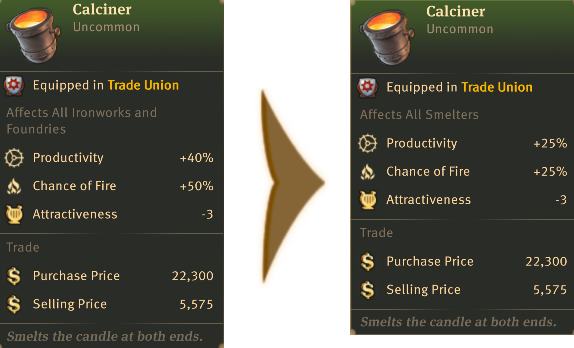 Calciner
Uncommon
Equipped in Trade Union
Affects All Ironworks and
Foundries
Productivity +40%
Chance of Fire +50%
Attractiveness -3
Trade
Purchase Price 22,300
Selling Price 5,575
Smelts the candle at both ends.
Calciner
Uncommon
Equipped in Trade Union
Affects All Smelters
Productivity +25%
Chance of Fire +25%
Attractiveness -3
Trade
Purchase Price 22,300
Selling Price 5,575
Smelts the candle at both ends.